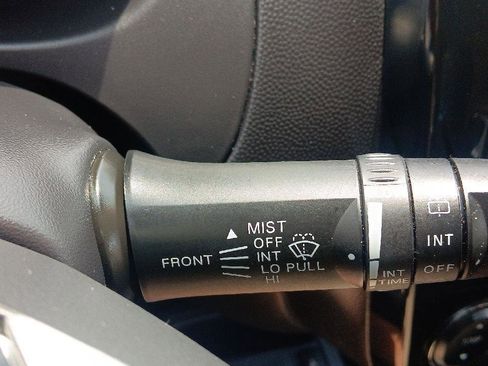 MIST
OFF
FRONT INT
LO PULL
HI
INT
TIME
INT
OFF